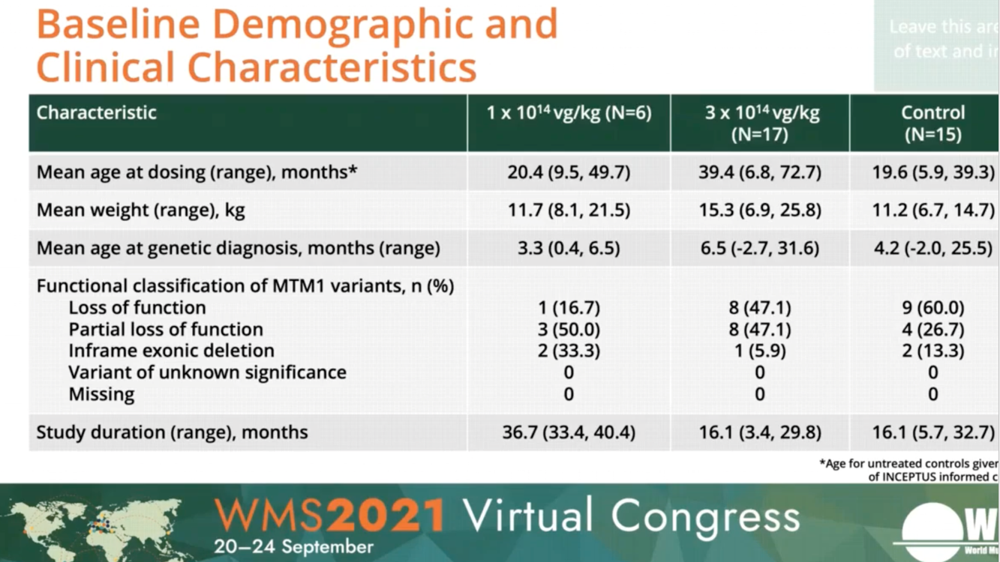 Baseline Demographic and
Clinical Characteristics
Leave this are
of text and
Characteristic 1 x 10¹⁴ vg/kg (N=6) 3 x 10¹⁴ vg/kg (N=17) Control (N=15)
Mean age at dosing (range), months* 20.4 (9.5, 49.7) 39.4 (6.8, 72.7) 19.6 (5.9, 39.3)
Mean weight (range), kg 11.7 (8.1, 21.5) 15.3 (6.9, 25.8) 11.2 (6.7, 14.7)
Mean age at genetic diagnosis, months (range) 3.3 (0.4, 6.5) 6.5 (-2.7, 31.6) 4.2 (-2.0, 25.5)
Functional classification of MTM1 variants, n (%)
Loss of function 1 (16.7) 8 (47.1) 9 (60.0)
Partial loss of function 3 (50.0) 8 (47.1) 4 (26.7)
Inframe exonic deletion 2 (33.3) 1 (5.9) 2 (13.3)
Variant of unknown significance 0 0 0
Missing 0 0 0
Study duration (range), months 36.7 (33.4, 40.4) 16.1 (3.4, 29.8) 16.1 (5.7, 32.7)
*Age for untreated controls giver
of INCEPTUS informed c
WMS2021 Virtual Congress
20–24 September
W
World Mu